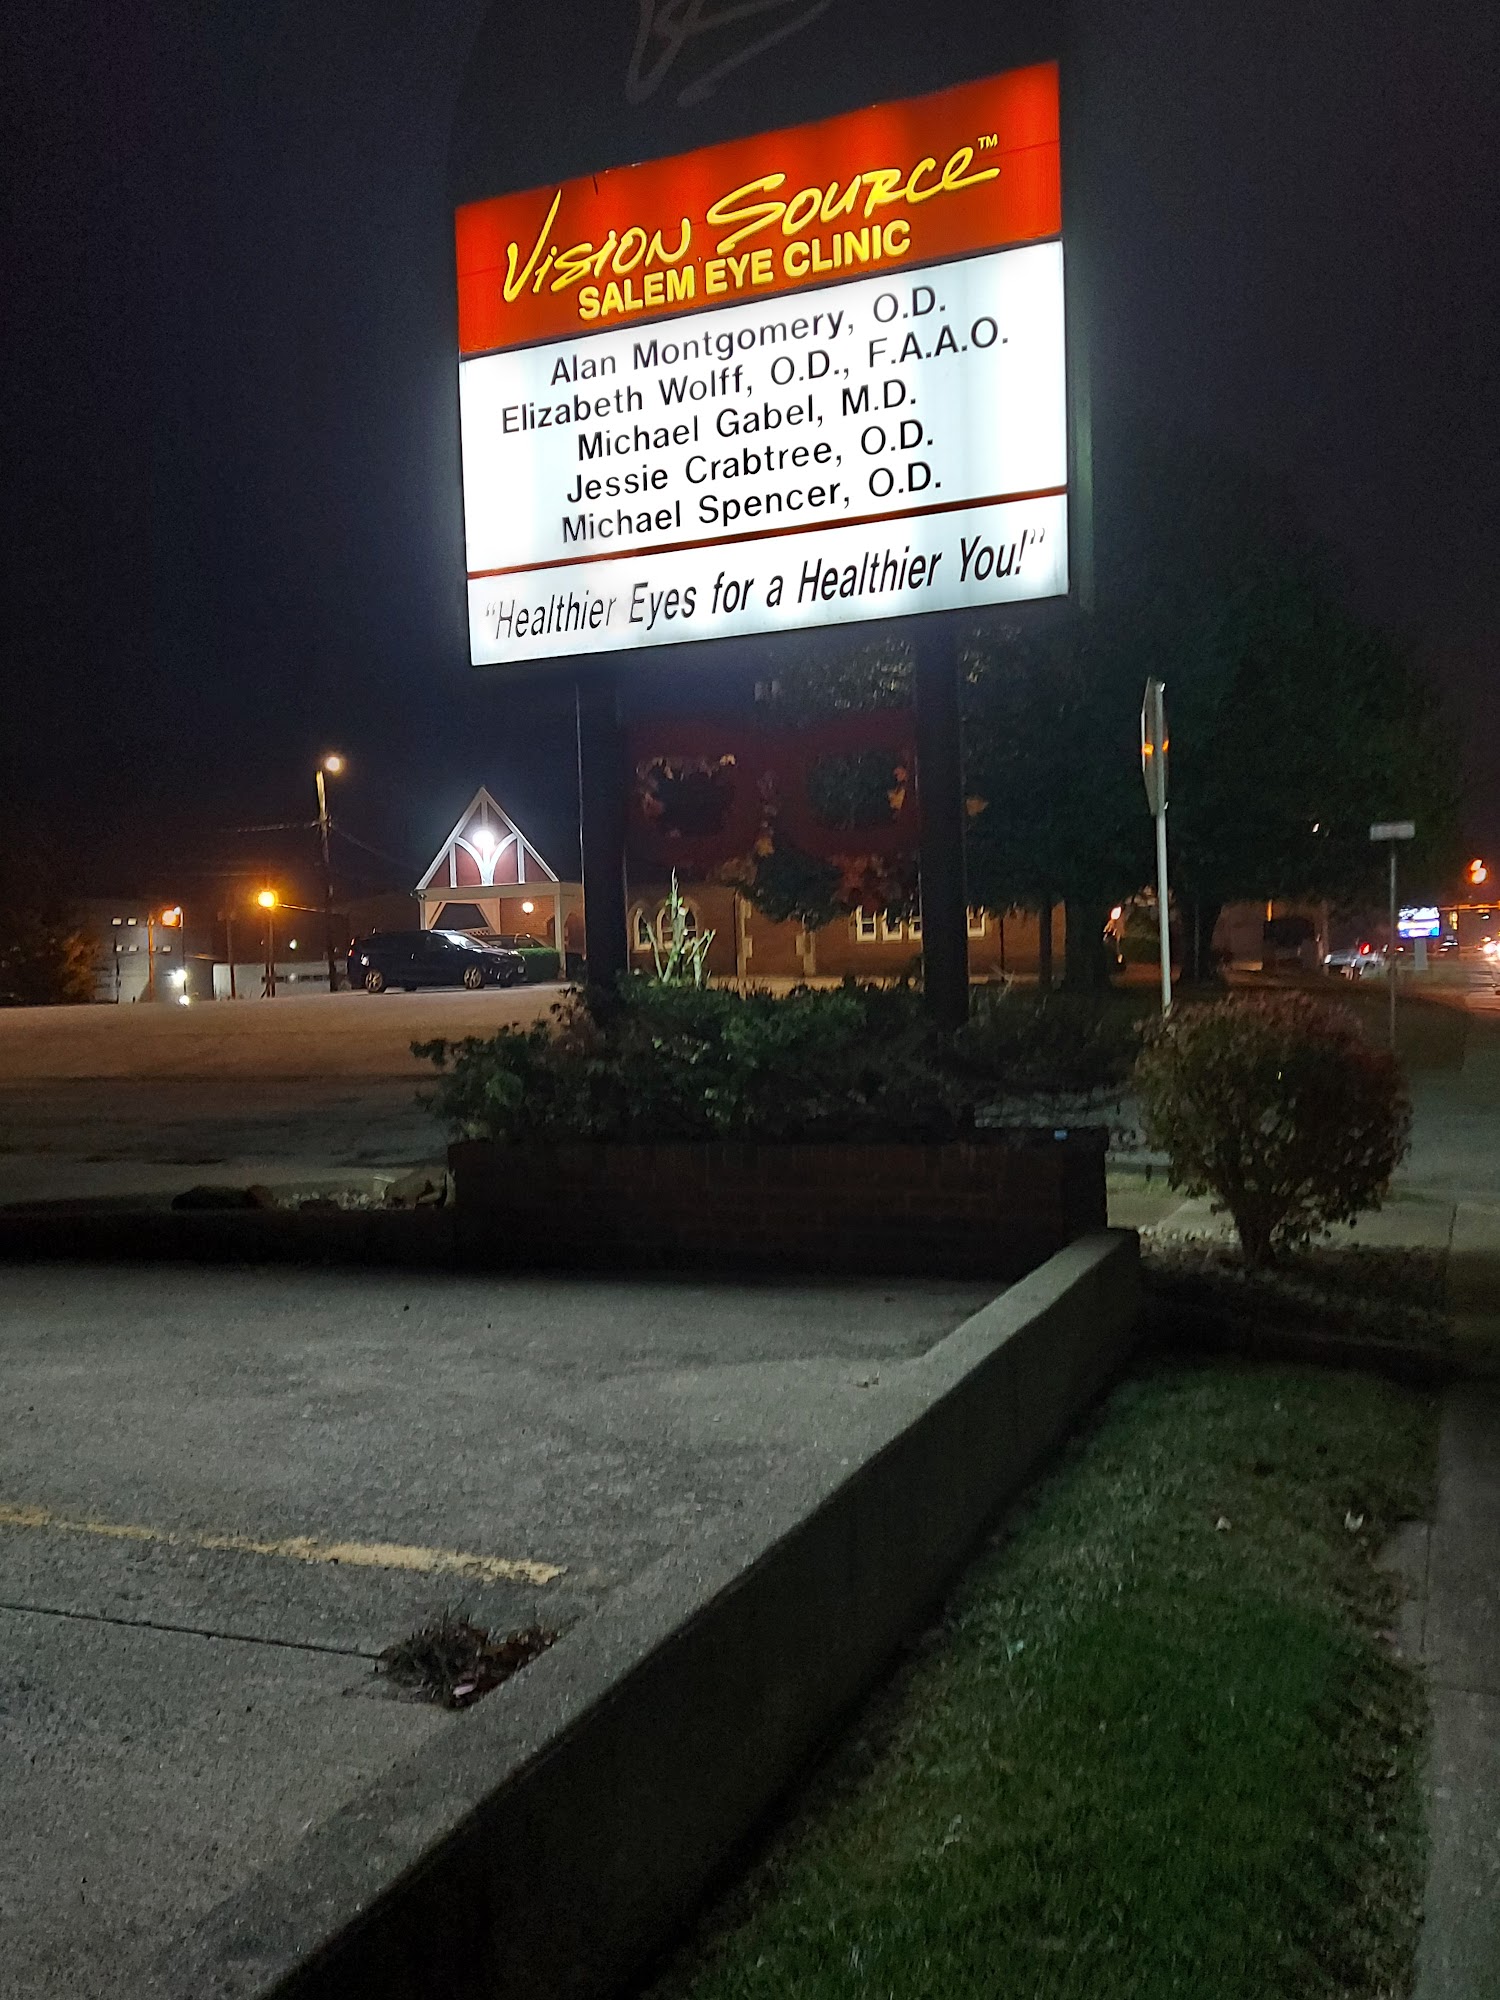 Vision Source™
SALEM EYE CLINIC
Alan Montgomery, O.D.
Elizabeth Wolff, O.D., F.A.A.O.
Michael Gabel, M.D.
Jessie Crabtree, O.D.
Michael Spencer, O.D.
“Healthier Eyes for a Healthier You!”